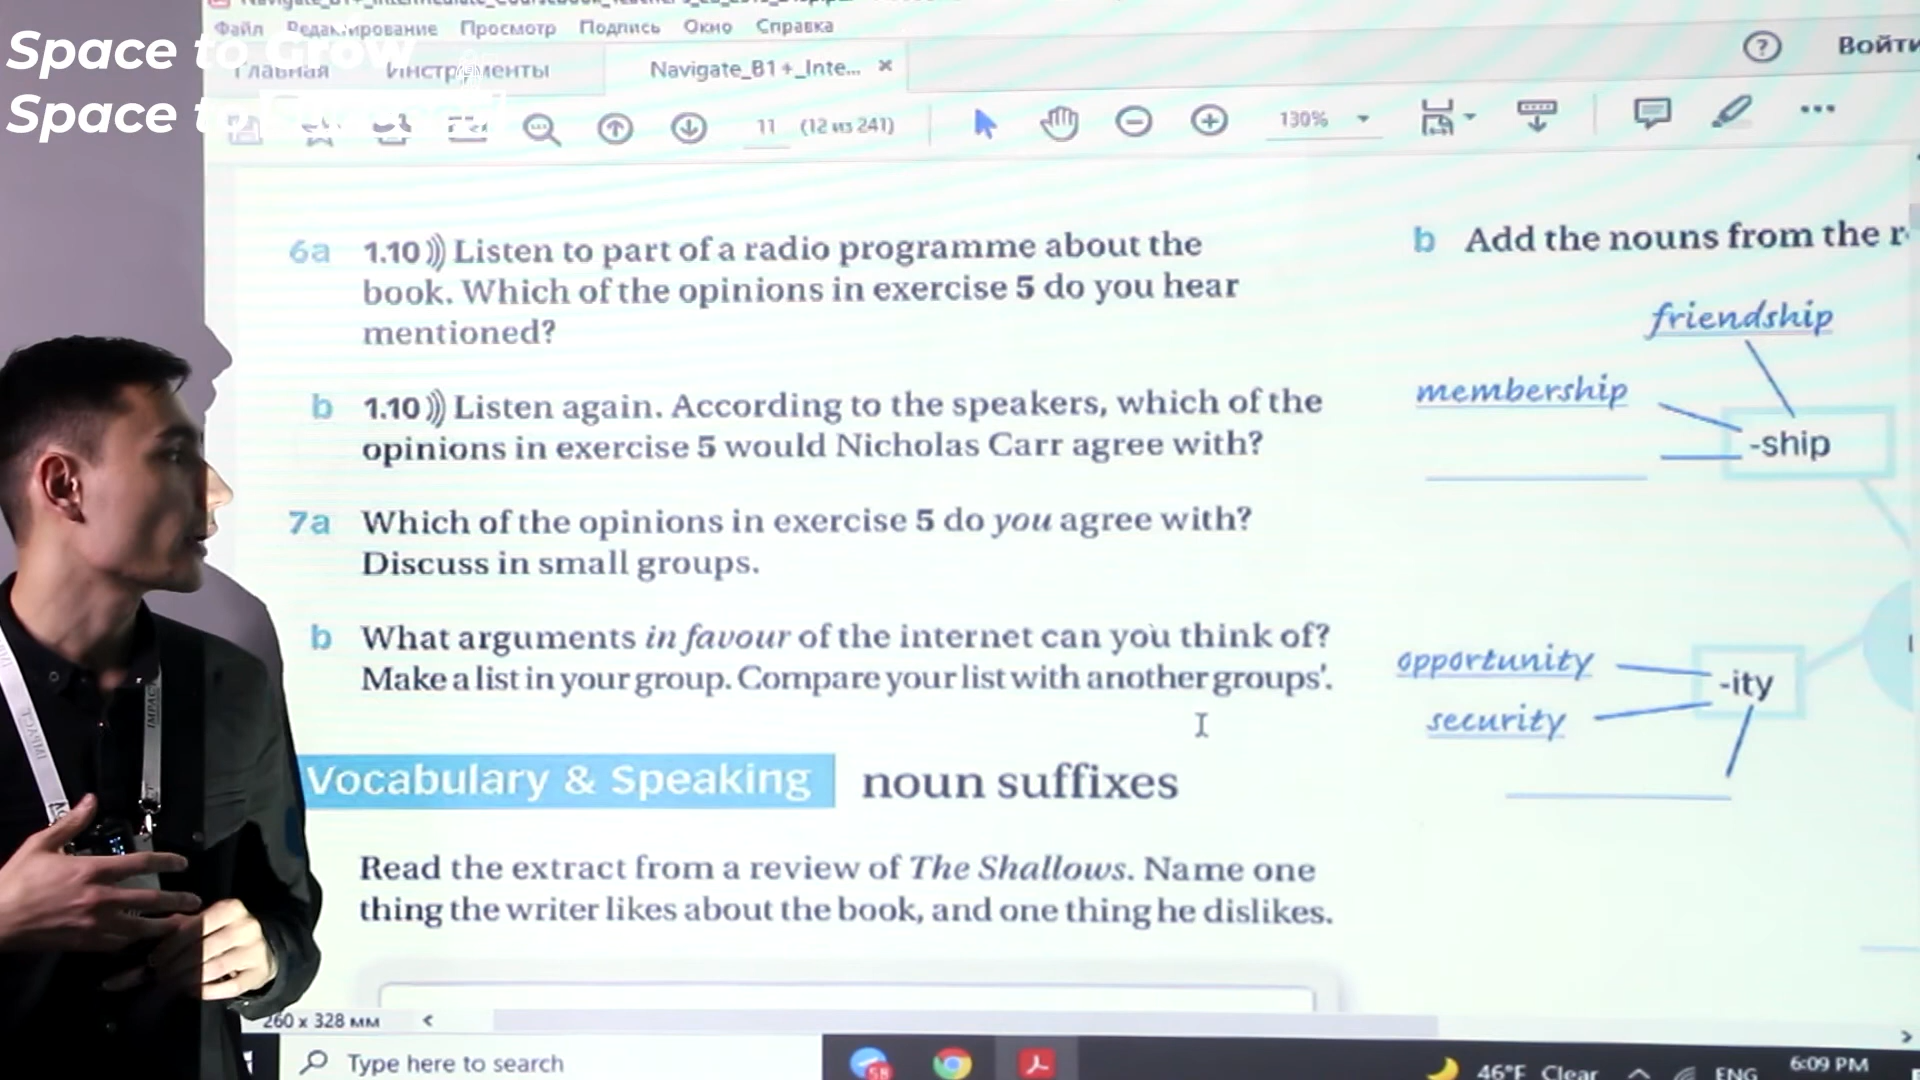 Space to Grow
Space to
Файл Редактирование Просмотр Подпись Окно Справка
Главная Инструменты Navigate_B1+_Inte... × ? Войти
11 (12 из 241) 130%
6a 1.10 Listen to part of a radio programme about the
book. Which of the opinions in exercise 5 do you hear
mentioned?
b 1.10 Listen again. According to the speakers, which of the
opinions in exercise 5 would Nicholas Carr agree with?
7a Which of the opinions in exercise 5 do you agree with?
Discuss in small groups.
b What arguments in favour of the internet can you think of?
Make a list in your group. Compare your list with another groups'.
Vocabulary & Speaking noun suffixes
Read the extract from a review of The Shallows. Name one
thing the writer likes about the book, and one thing he dislikes.
b Add the nouns from the r
friendship
membership
-ship
opportunity
-ity
security
IMPACT
IMPACT
260 x 328 мм
Type here to search
58
46°F Clear
ENG
6:09 PM